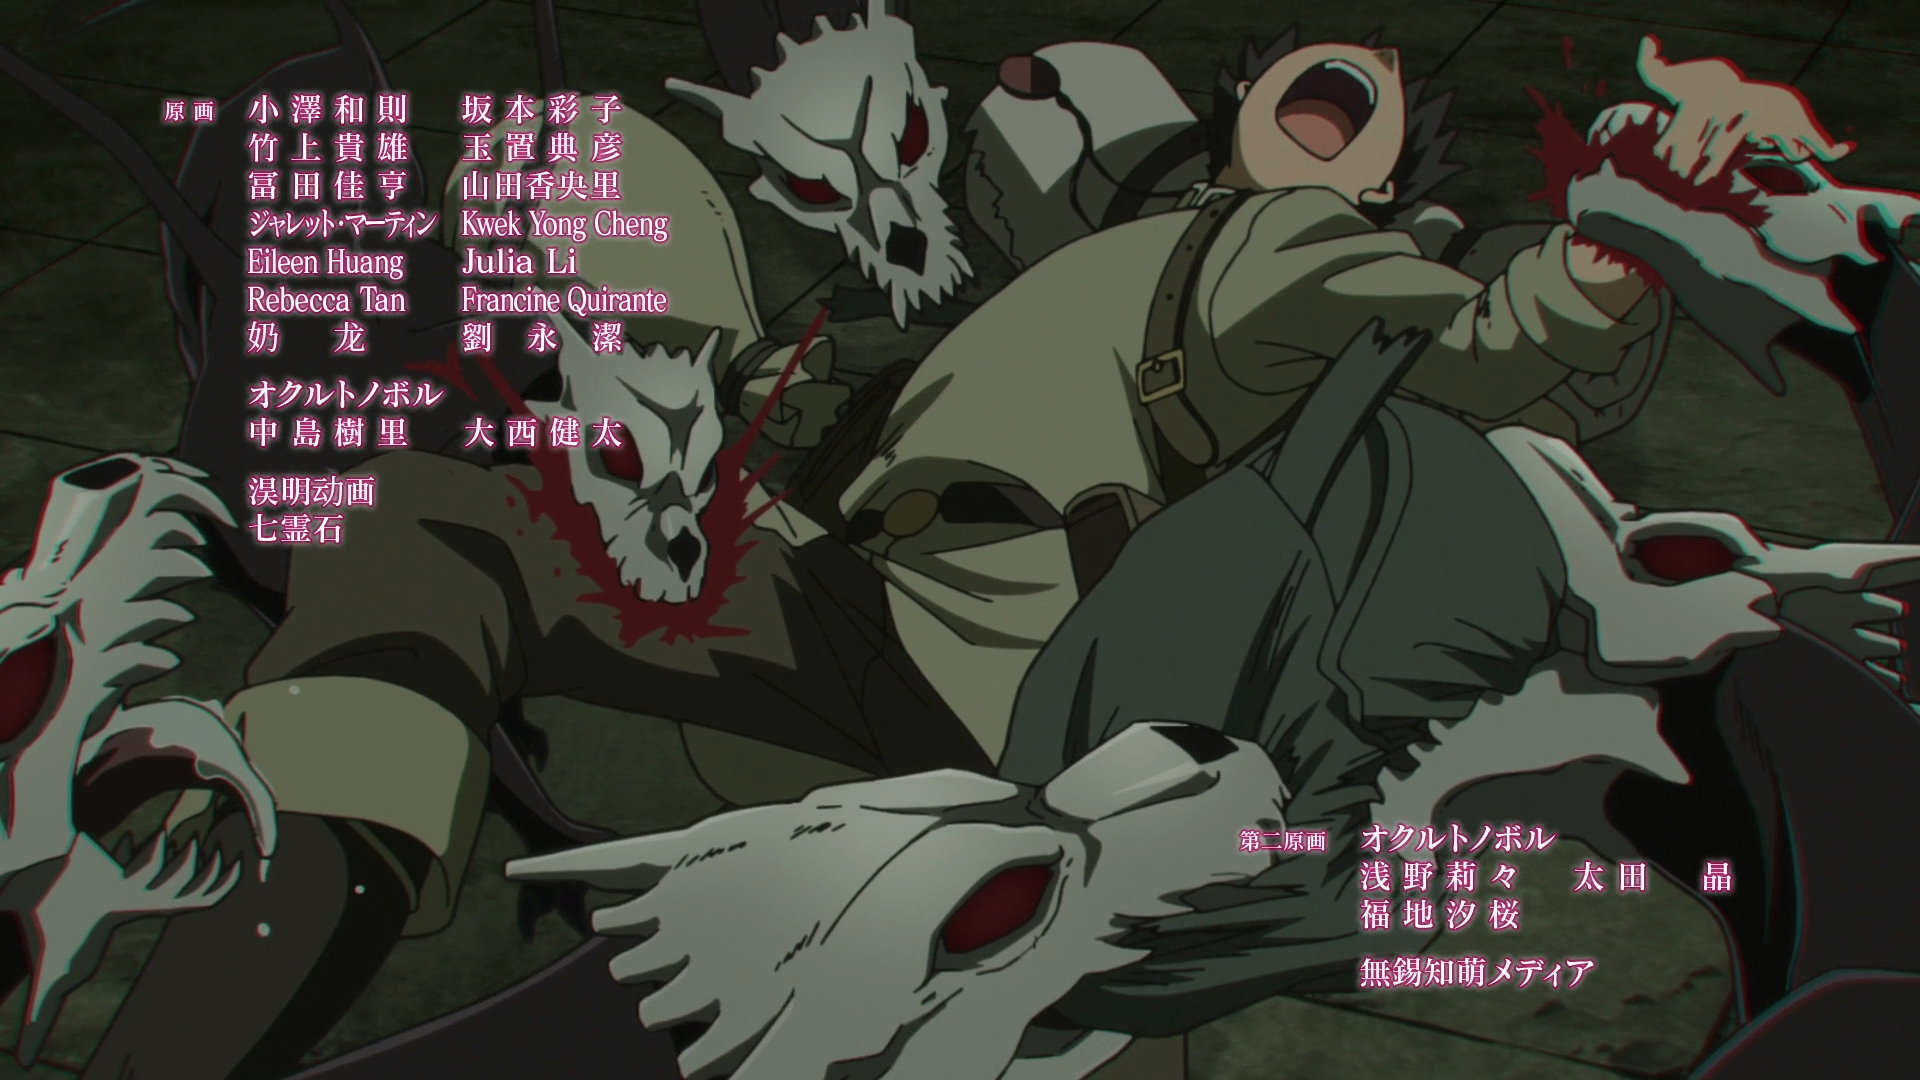 原画 小澤和則 坂本彩子
竹上貴雄 玉置典彦
冨田佳亨 山田香央里
ジャレット・マーティン Kwek Yong Cheng
Eileen Huang Julia Li
Rebecca Tan Francine Quirante
奶龙 劉永潔
オクルトノボル
中島樹里 大西健太
淏明动画
七霊石
第二原画 オクルトノボル
浅野莉々 太田晶
福地汐桜
無錫知萌メディア